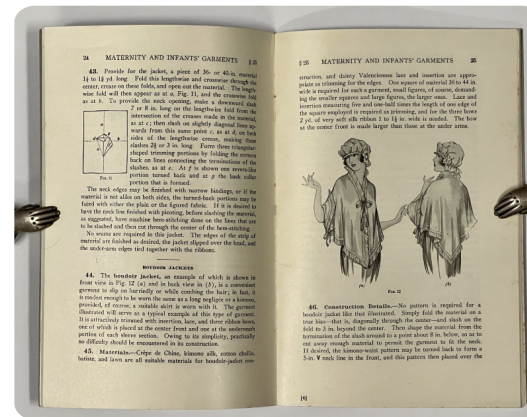 24 MATERNITY AND INFANTS' GARMENTS § 25
43. Provide for the jacket, a piece of 36- or 40-in. material
1¼ to 1⅜ yd. long. Fold this lengthwise and crosswise through the
center, crease on these folds, and open out the material. The length-
wise fold will then appear as at a, Fig. 11, and the crosswise fold
as at b. To provide the neck opening, make a downward slash
7 or 8 in. long on the lengthwise fold from the
intersection of the creases made in the material,
as at c; then slash on slightly diagonal lines up-
wards from this same point c, as at d, on both
sides of the lengthwise crease, making these
slashes 2½ or 3 in. long. Form three triangular-
shaped trimming portions by folding the corners
back on lines connecting the terminations of the
slashes, as at e. At f is shown one revers-like
portion turned back and at g the back collar
portion that is formed.
Fig. 11
The neck edges may be finished with narrow bindings, or if the
material is not alike on both sides, the turned-back portions may be
faced with either the plain or the figured fabric. If it is desired to
have the neck line finished with picoting, before slashing the material,
as suggested, have machine hem-stitching done on the lines that are
to be slashed and then cut through the center of the hem-stitching.
No seams are required in this jacket. The edges of the strip of
material are finished as desired, the jacket slipped over the head, and
the under-arm edges tied together with the ribbons.
BOUDOIR JACKETS
44. The boudoir jacket, an example of which is shown in
front view in Fig. 12 (a) and in back view in (b), is a convenient
garment to slip on hurriedly or while combing the hair; in fact, it
is modest enough to be worn the same as a long negligée or a kimono,
provided, of course, a suitable skirt is worn with it. The garment
illustrated will serve as a typical example of this type of garment.
It is attractively trimmed with insertion, lace, and three ribbon bows,
one of which is placed at the center front and one at the underneath
portion of each sleeve section. Owing to its simplicity, practically
no difficulty should be encountered in its construction.
45. Materials.—Crêpe de Chine, kimono silk, cotton challis,
batiste, and lawn are all suitable materials for boudoir-jacket con-
§ 25 MATERNITY AND INFANTS' GARMENTS 25
struction, and dainty Valenciennes lace and insertion are appro-
priate as trimming for the edges. One square of material 36 to 44 in.
wide is required for such a garment, small figures, of course, demand-
ing the smaller squares and large figures, the larger ones. Lace and
insertion measuring five and one-half times the length of one edge of
the square employed is required as trimming, and for the three bows
2 yd. of very soft silk ribbon 1 to 1½ in. wide is needed. The bow
at the center front is made larger than those at the under arms.
(a) (b)
Fig. 12
46. Construction Details.—No pattern is required for a
boudoir jacket like that illustrated. Simply fold the material on a
true bias—that is, diagonally through the center—and slash on the
fold to 3 in. beyond the center. Then shape the material from the
termination of the slash around to a point about 8 in. below, so as to
cut away enough material to permit the garment to fit the neck.
If desired, the kimono-waist pattern may be turned back to form a
5-in. V neck line in the front, and this pattern then placed over the